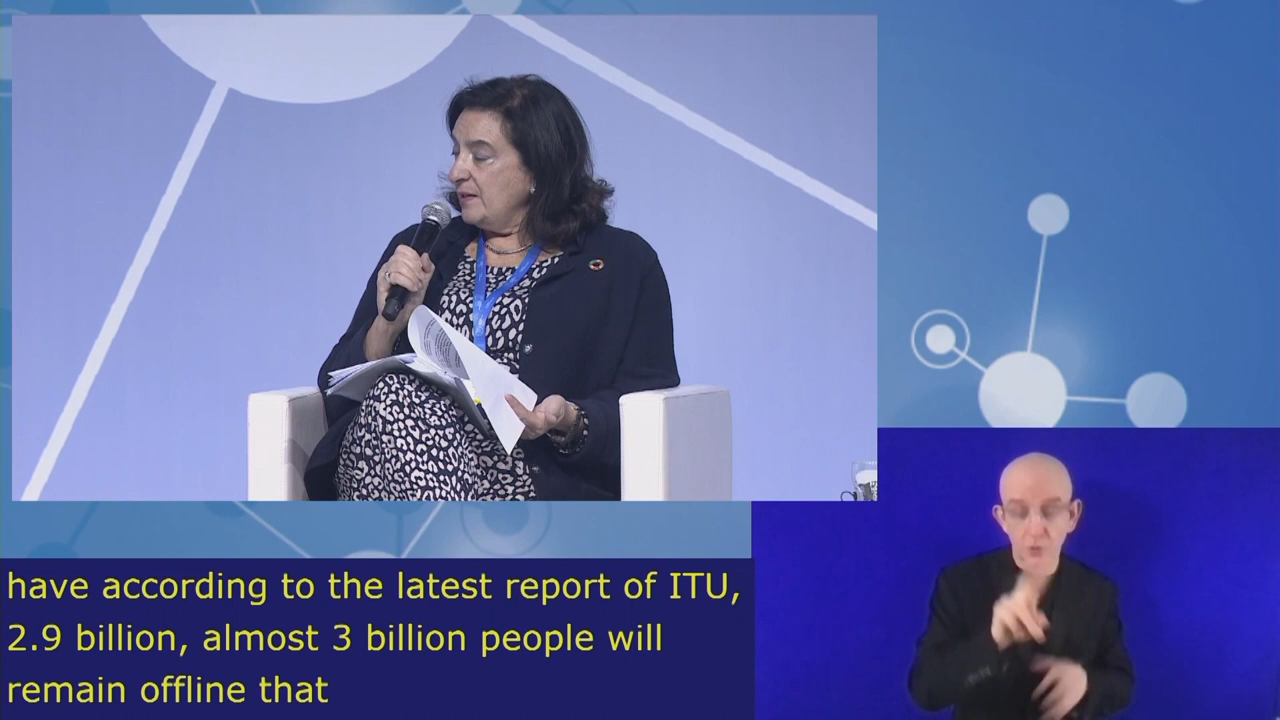 have according to the latest report of ITU,
2.9 billion, almost 3 billion people will
remain offline that